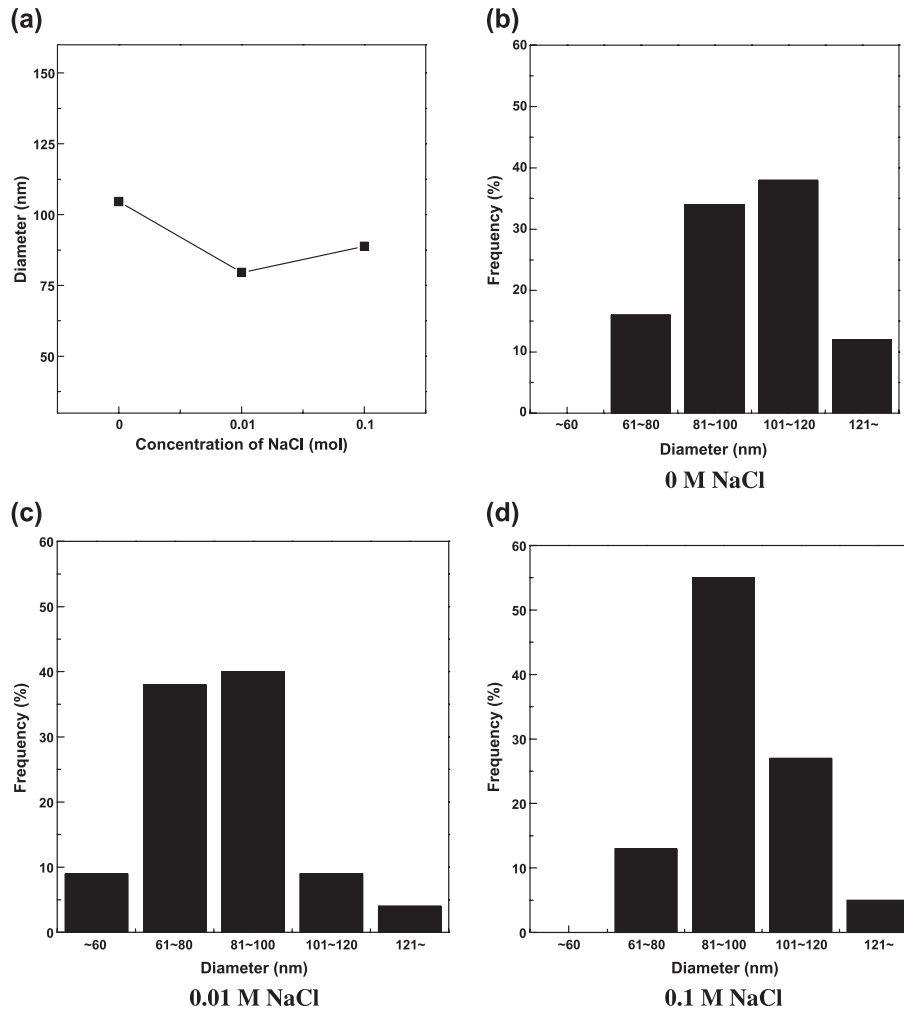 (a)
150
125
100
75
50
Diameter (nm)
0
0.01
0.1
Concentration of NaCl (mol)
(b)
60
50
40
30
20
10
0
Frequency (%)
~60
61~80
81~100
101~120
121~
Diameter (nm)
0 M NaCl
(c)
60
50
40
30
20
10
0
Frequency (%)
~60
61~80
81~100
101~120
121~
Diameter (nm)
0.01 M NaCl
(d)
60
50
40
30
20
10
0
Frequency (%)
~60
61~80
81~100
101~120
121~
Diameter (nm)
0.1 M NaCl